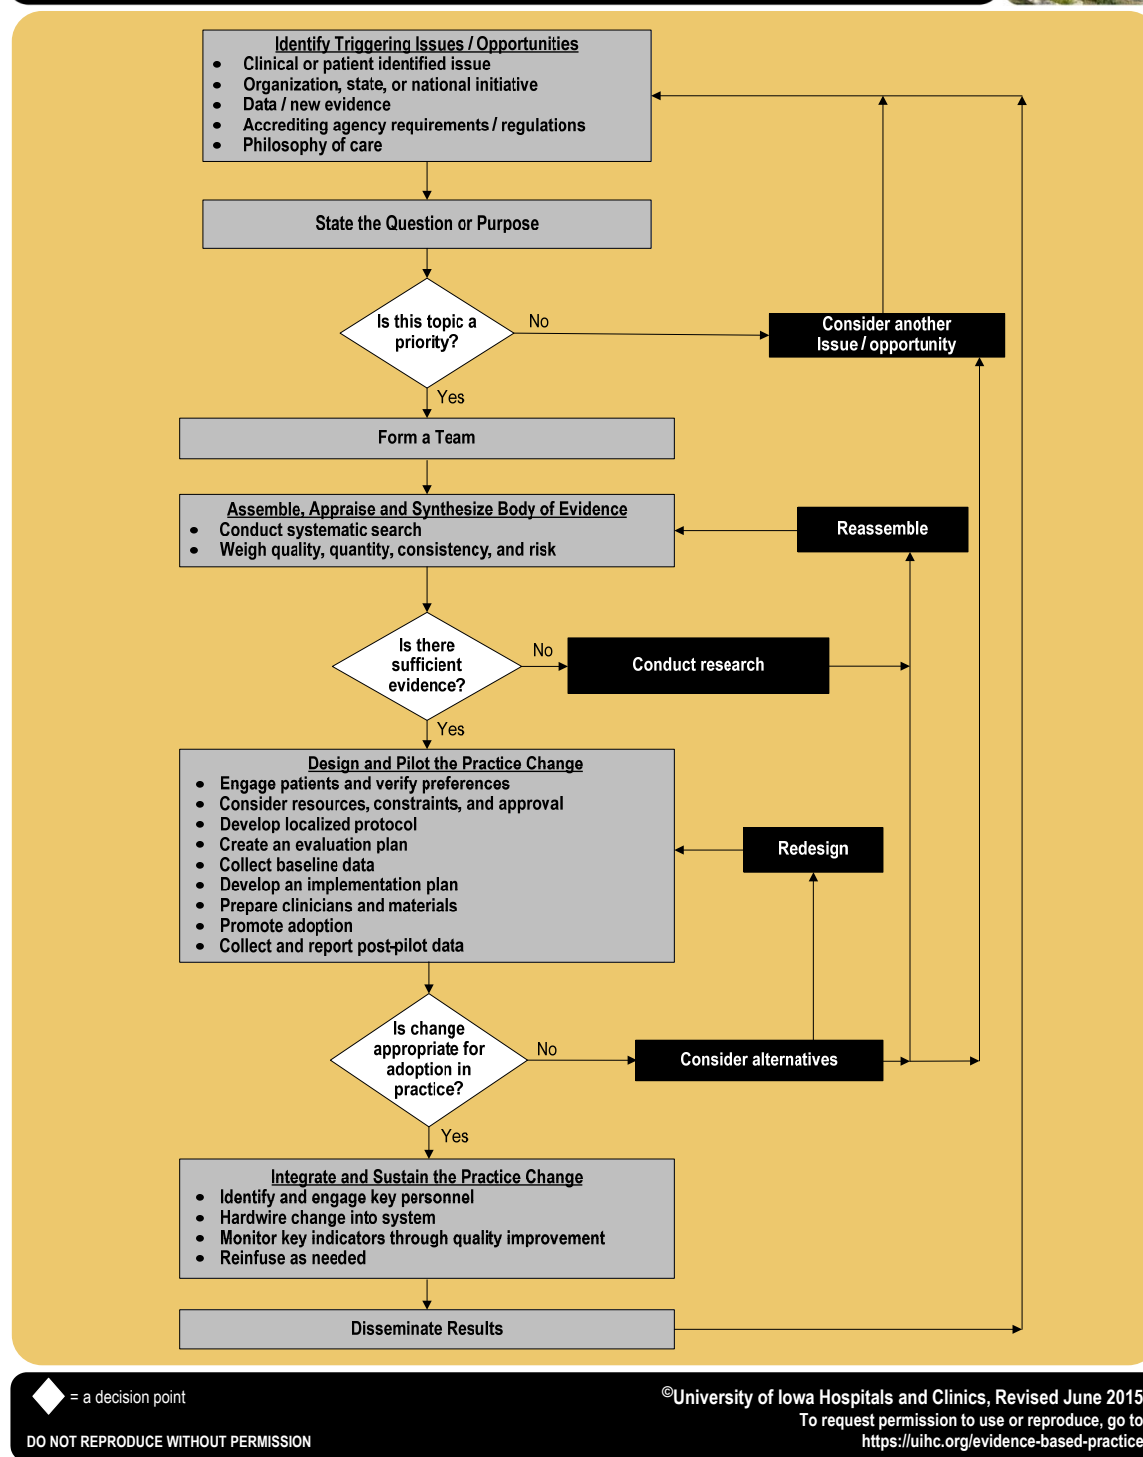 Identify Triggering Issues / Opportunities
• Clinical or patient identified issue
• Organization, state, or national initiative
• Data / new evidence
• Accrediting agency requirements / regulations
• Philosophy of care
State the Question or Purpose
Is this topic a
priority?
No
Consider another
Issue / opportunity
Yes
Form a Team
Assemble, Appraise and Synthesize Body of Evidence
• Conduct systematic search
• Weigh quality, quantity, consistency, and risk
Reassemble
Is there
sufficient
evidence?
No
Conduct research
Yes
Design and Pilot the Practice Change
• Engage patients and verify preferences
• Consider resources, constraints, and approval
• Develop localized protocol
• Create an evaluation plan
• Collect baseline data
• Develop an implementation plan
• Prepare clinicians and materials
• Promote adoption
• Collect and report post-pilot data
Redesign
Is change
appropriate for
adoption in
practice?
No
Consider alternatives
Yes
Integrate and Sustain the Practice Change
• Identify and engage key personnel
• Hardwire change into system
• Monitor key indicators through quality improvement
• Reinfuse as needed
Disseminate Results
= a decision point
DO NOT REPRODUCE WITHOUT PERMISSION
©University of Iowa Hospitals and Clinics, Revised June 2015
To request permission to use or reproduce, go to
https://uihc.org/evidence-based-practice